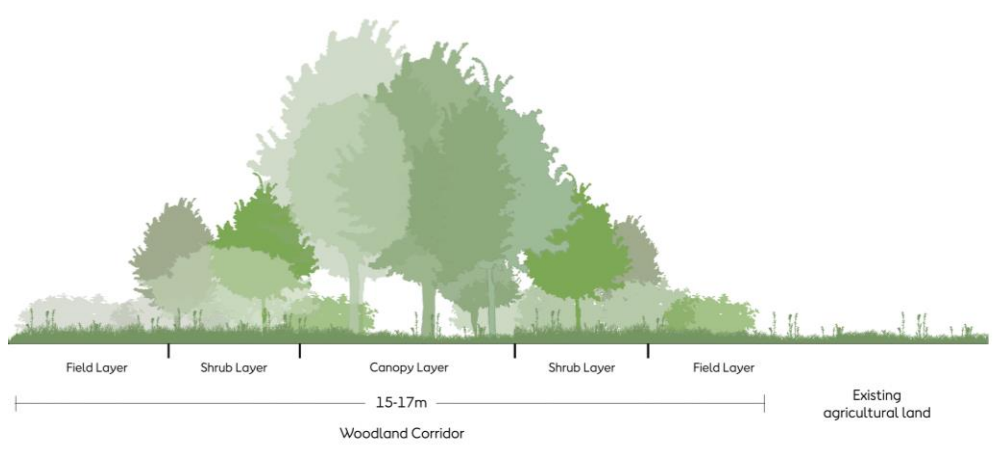 Field Layer
Shrub Layer
Canopy Layer
Shrub Layer
Field Layer
15-17m
Woodland Corridor
Existing
agricultural land